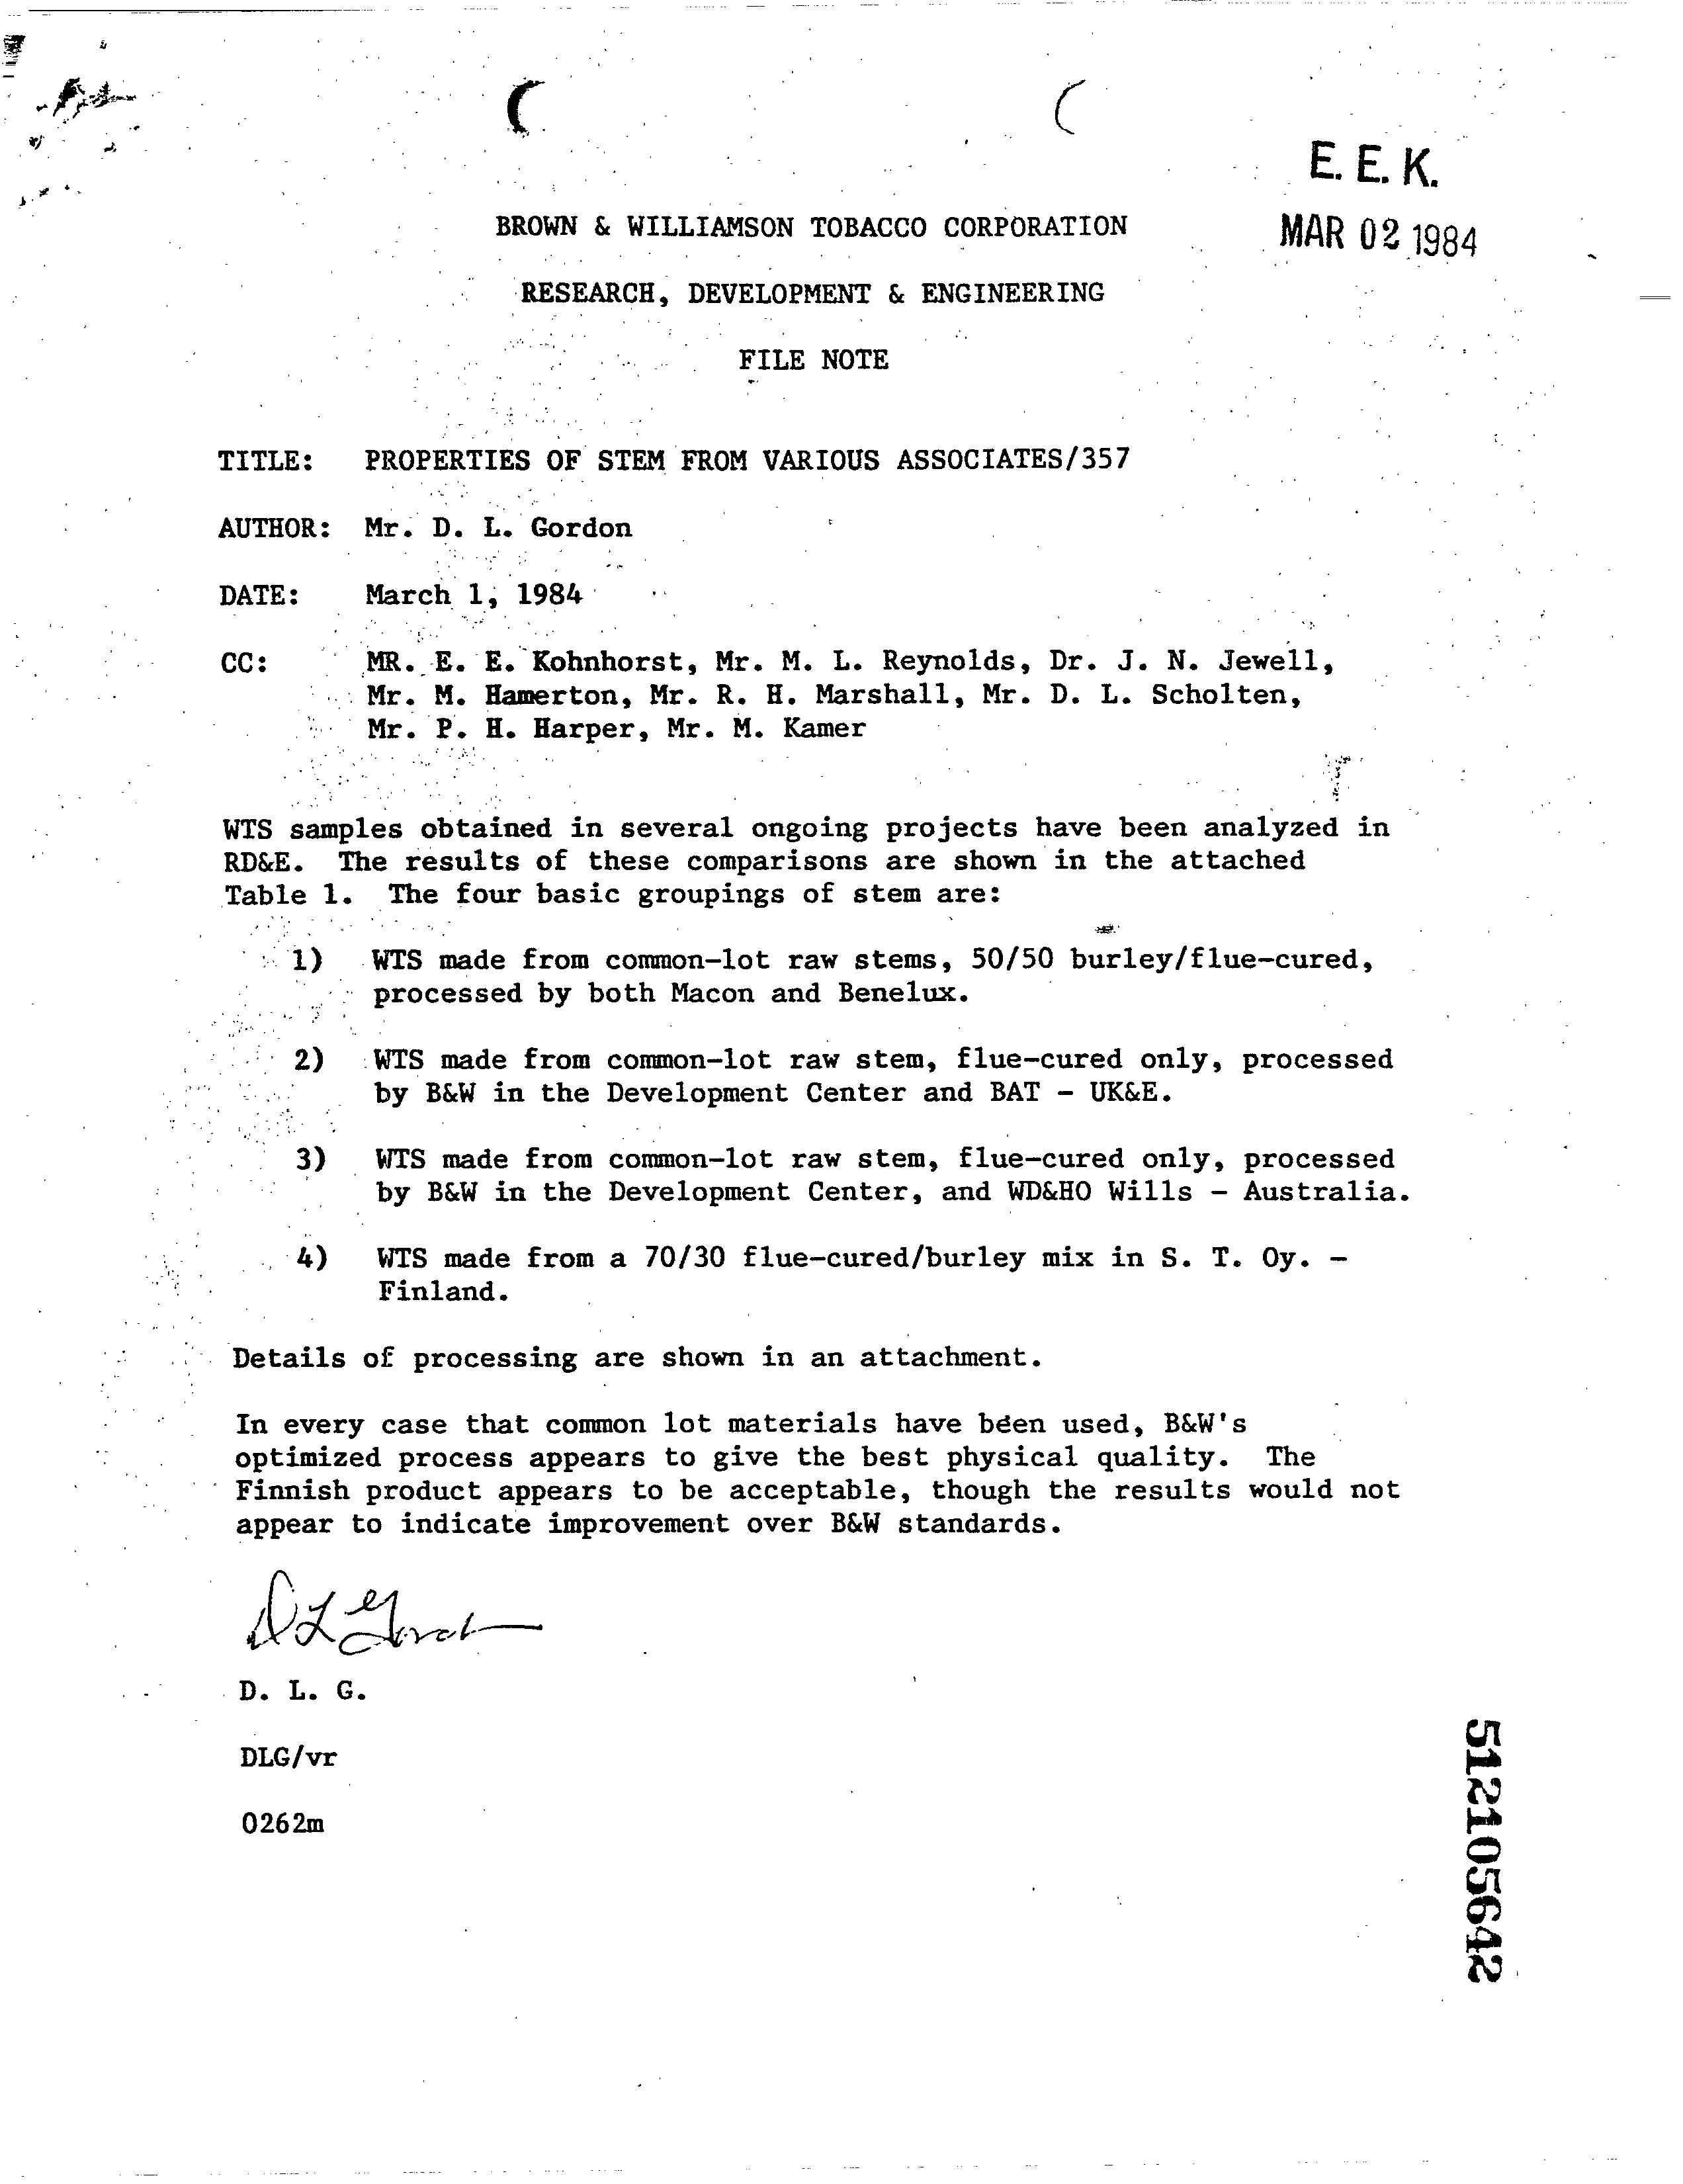 E. E. K.
BROWN & WILLIAMSON TOBACCO CORPORATION
MAR 02 1984
RESEARCH, DEVELOPMENT & ENGINEERING
FILE NOTE
TITLE: PROPERTIES OF STEM FROM VARIOUS ASSOCIATES/357
AUTHOR: Mr. D. L. Gordon
DATE: March 1, 1984
CC: MR. E. E. Kohnhorst, Mr. M. L. Reynolds, Dr. J. N. Jewell,
Mr. M. Hamerton, Mr. R. H. Marshall, Mr. D. L. Scholten,
Mr. P. H. Harper, Mr. M. Kamer
WTS samples obtained in several ongoing projects have been analyzed in
RD&E. The results of these comparisons are shown in the attached
Table 1. The four basic groupings of stem are:
1) WTS made from common-lot raw stems, 50/50 burley/flue-cured,
processed by both Macon and Benelux.
2) WTS made from common-lot raw stem, flue-cured only, processed
by B&W in the Development Center and BAT - UK&E.
3) WTS made from common-lot raw stem, flue-cured only, processed
by B&W in the Development Center, and WD&HO Wills - Australia.
4) WTS made from a 70/30 flue-cured/burley mix in S. T. Oy. -
Finland.
Details of processing are shown in an attachment.
In every case that common lot materials have been used, B&W's
optimized process appears to give the best physical quality. The
Finnish product appears to be acceptable, though the results would not
appear to indicate improvement over B&W standards.
D L Gordon
D. L. G.
DLG/vr
0262m
512105642